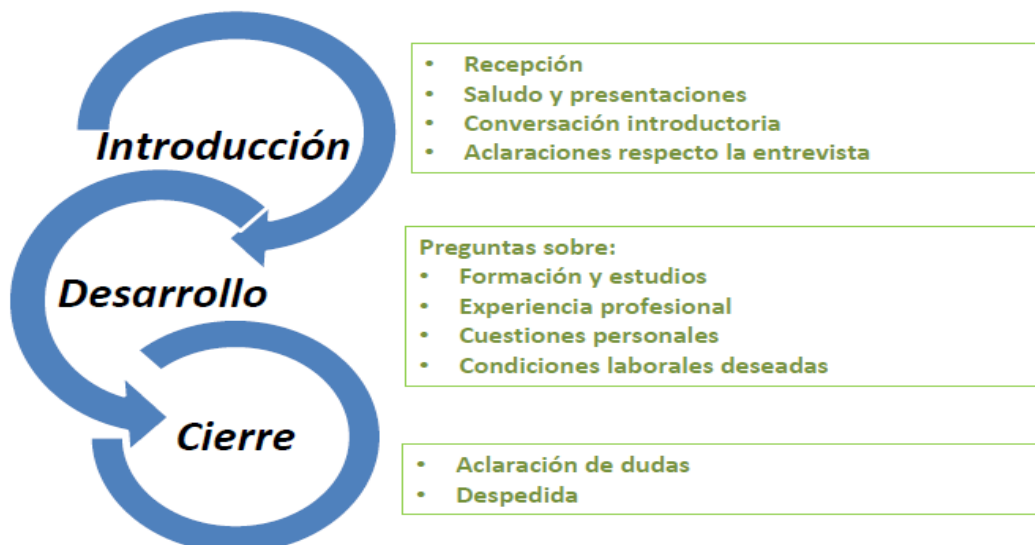 Introducción
• Recepción
• Saludo y presentaciones
• Conversación introductoria
• Aclaraciones respecto la entrevista
Desarrollo
Preguntas sobre:
• Formación y estudios
• Experiencia profesional
• Cuestiones personales
• Condiciones laborales deseadas
Cierre
• Aclaración de dudas
• Despedida